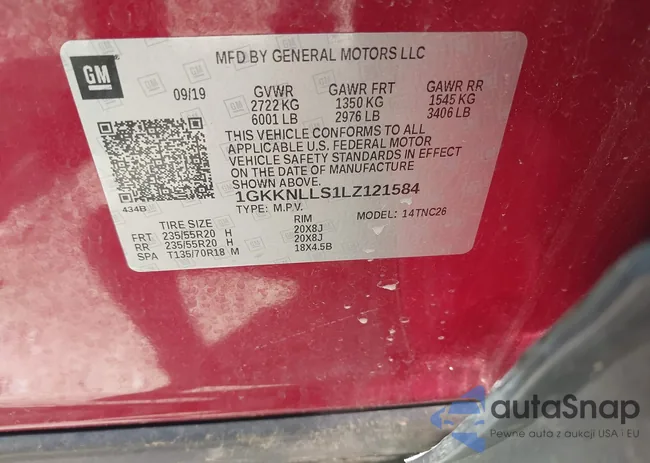 GM
MFD BY GENERAL MOTORS LLC
09/19
GVWR GAWR FRT GAWR RR
2722 KG 1350 KG 1545 KG
6001 LB 2976 LB 3406 LB
THIS VEHICLE CONFORMS TO ALL
APPLICABLE U.S. FEDERAL MOTOR
VEHICLE SAFETY STANDARDS IN EFFECT
ON THE DATE OF MANUFACTURE
SHOWN ABOVE.
1GKKNLLS1LZ121584
434B
TYPE: M.P.V. MODEL: 14TNC26
TIRE SIZE RIM
FRT 235/55R20 H 20X8J
RR 235/55R20 H 20X8J
SPA T135/70R18 M 18X4.5B
autaSnap
Pewne auta z aukcji USA i EU